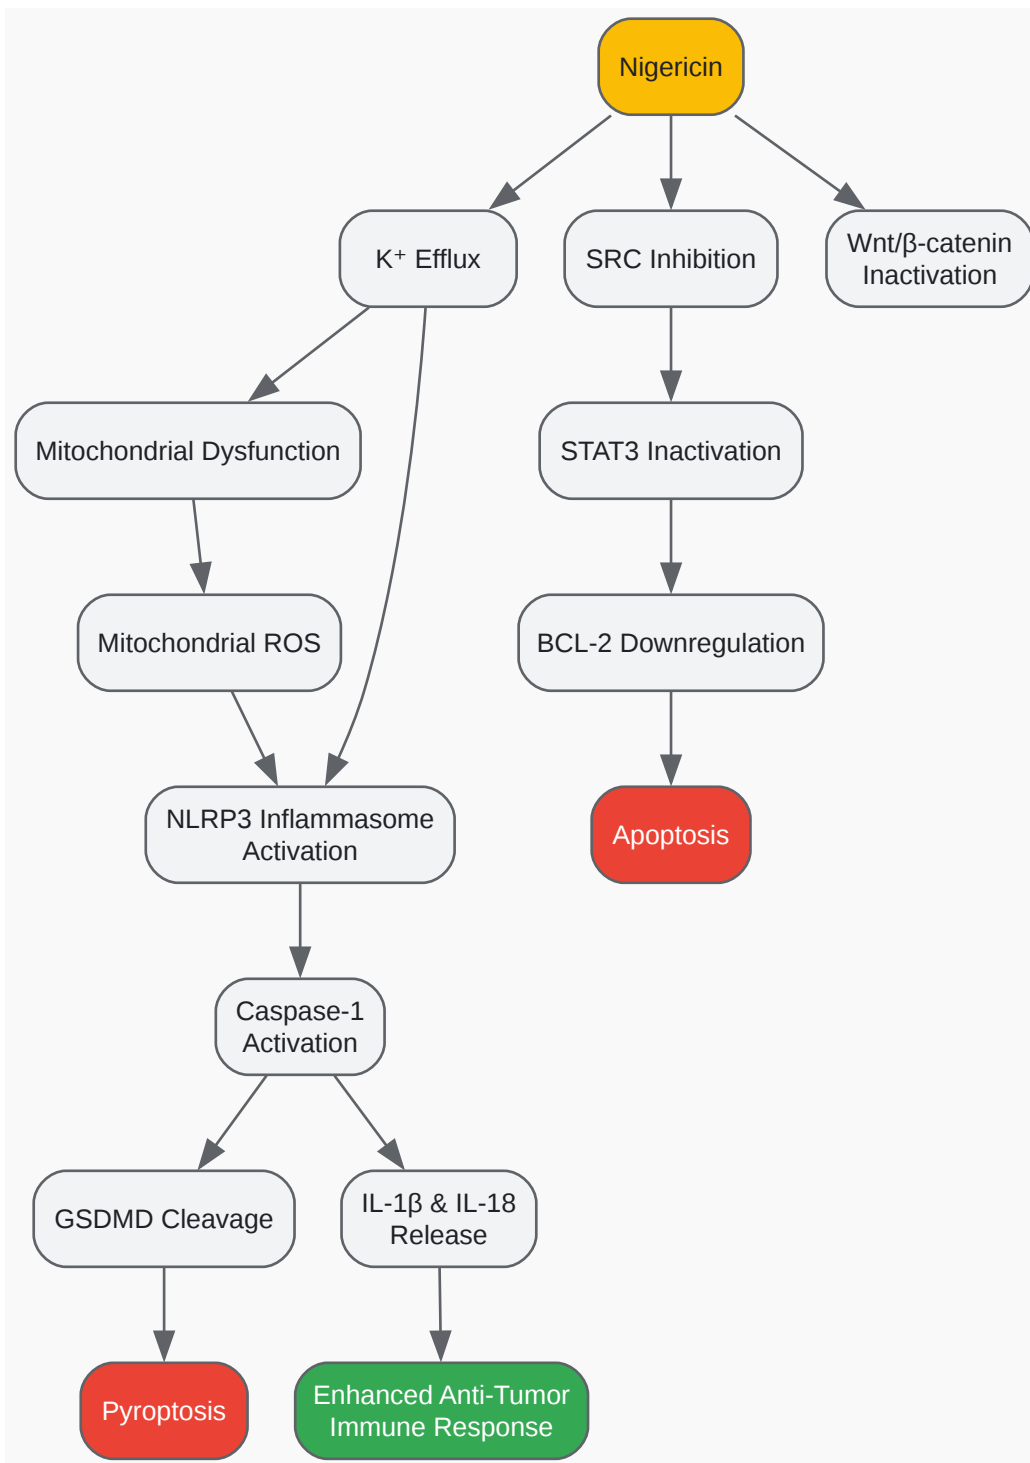 Nigericin
K⁺ Efflux
SRC Inhibition
Wnt/β-catenin
Inactivation
Mitochondrial Dysfunction
STAT3 Inactivation
Mitochondrial ROS
BCL-2 Downregulation
NLRP3 Inflammasome
Activation
Apoptosis
Caspase-1
Activation
GSDMD Cleavage
IL-1β & IL-18
Release
Pyroptosis
Enhanced Anti-Tumor
Immune Response